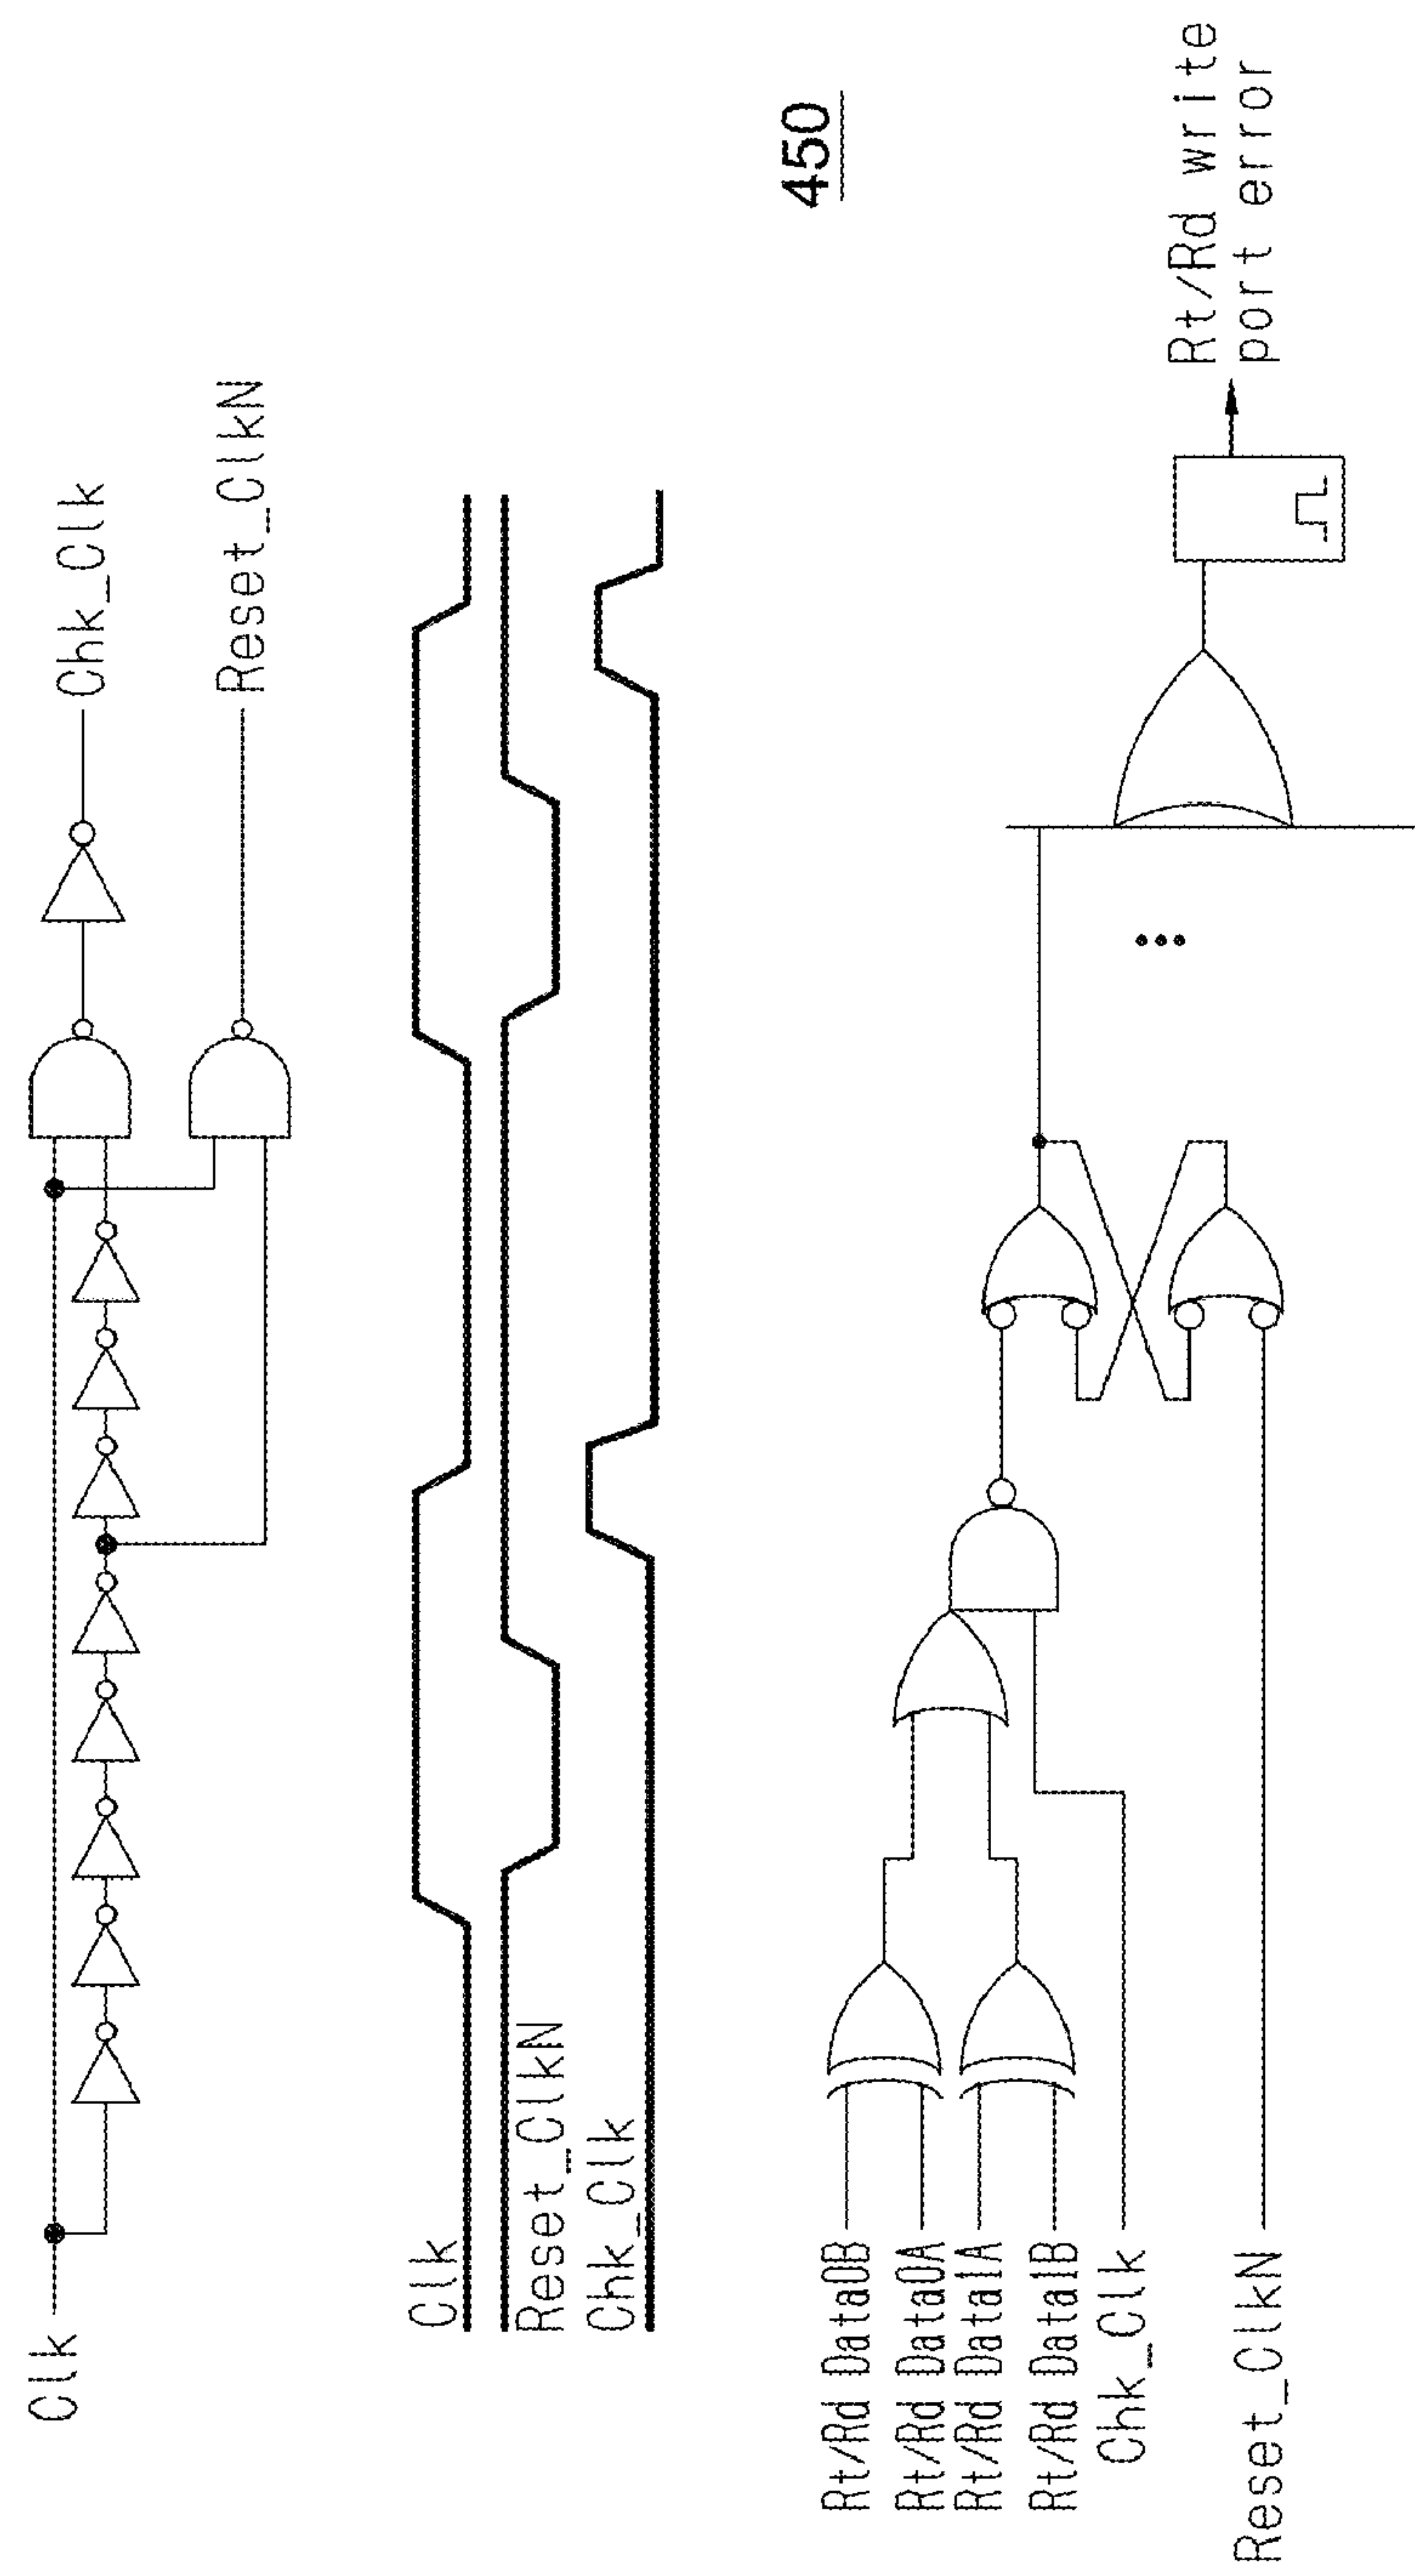 Clk
Chk_Clk
Reset_ClkN
Clk
Reset_ClkN
Chk_Clk
450
Rt/Rd Data0B
Rt/Rd Data0A
Rt/Rd Data1A
Rt/Rd Data1B
Chk_Clk
Reset_ClkN
Rt/Rd write
port error